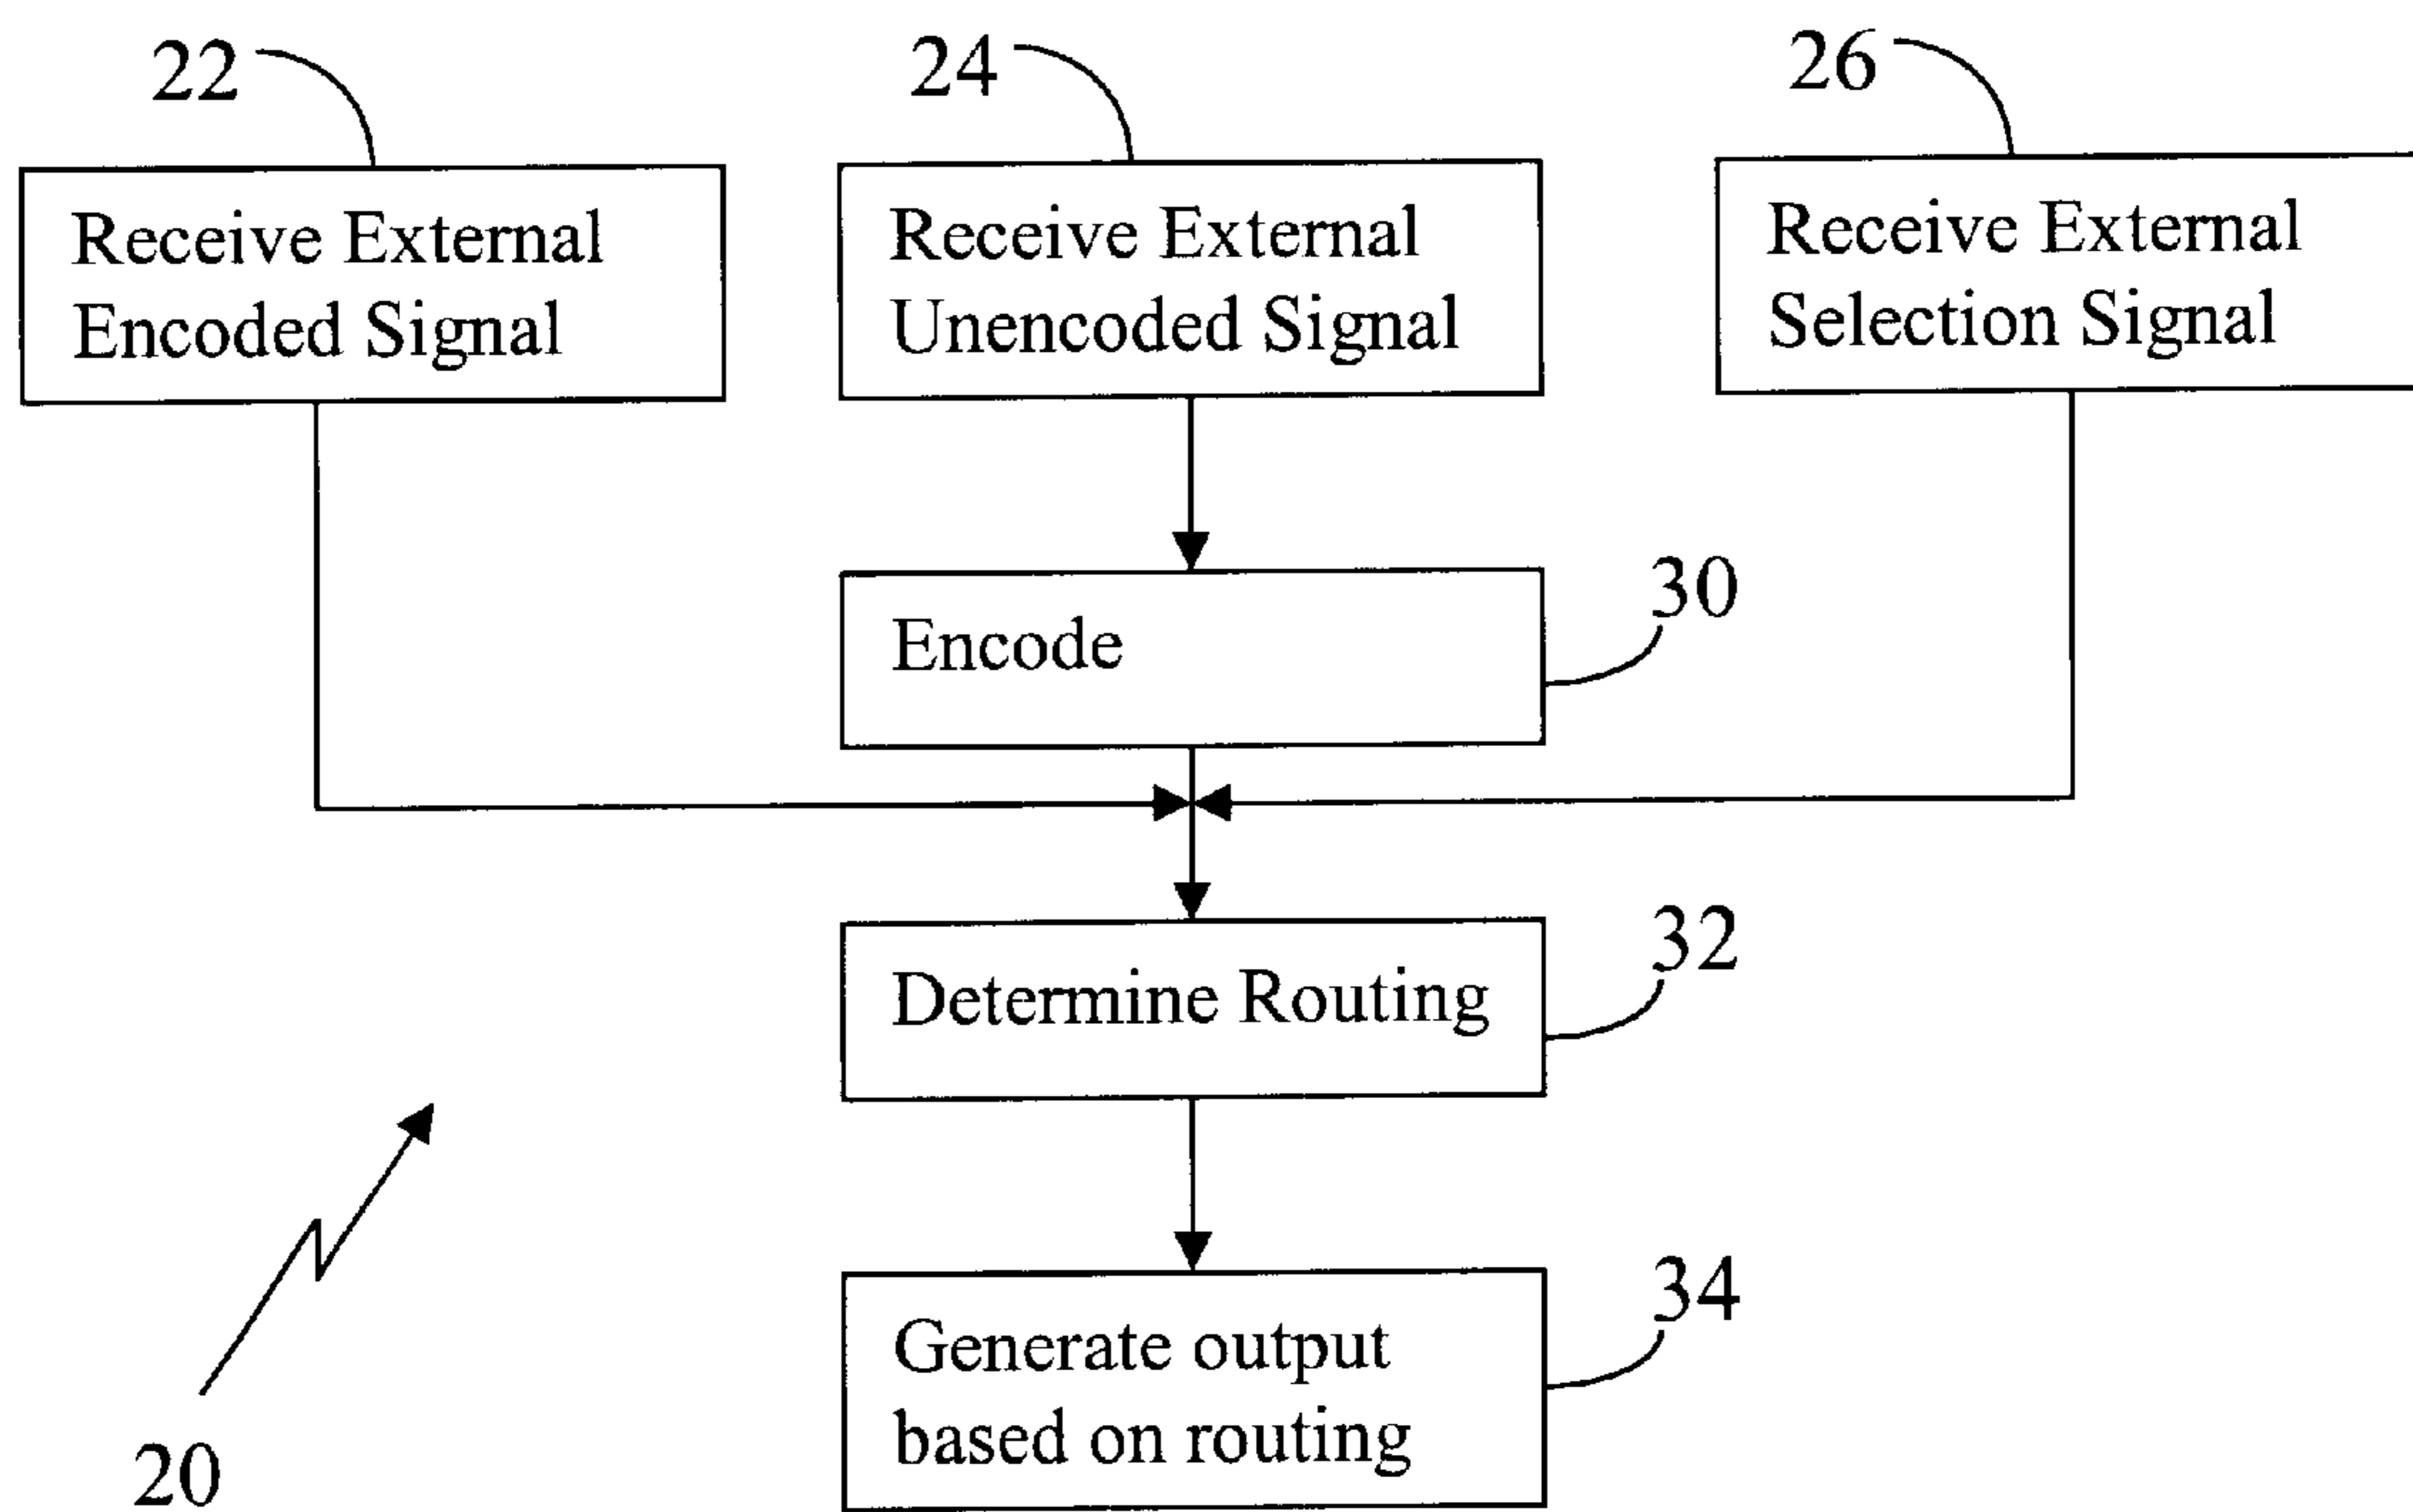 22
24
26
Receive External
Encoded Signal
Receive External
Unencoded Signal
Receive External
Selection Signal
Encode
30
Determine Routing
32
Generate output
based on routing
34
20